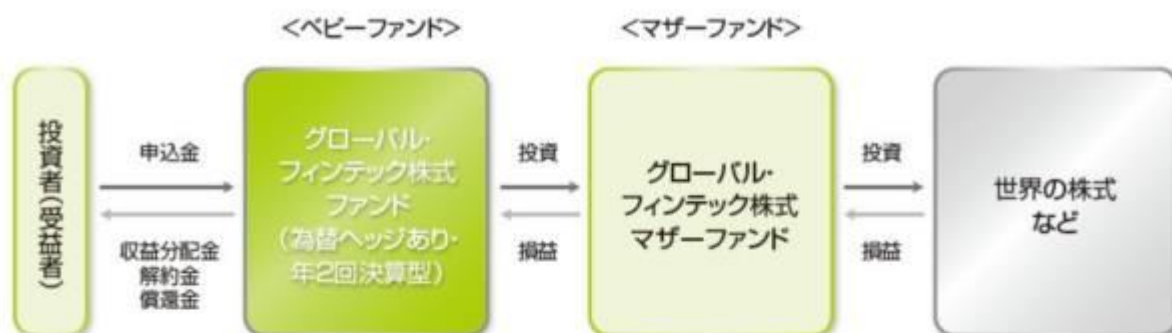 ＜ベビーファンド＞
＜マザーファンド＞
投資者(受益者)
申込金
収益分配金
解約金
償還金
グローバル・
フィンテック株式
ファンド
(為替ヘッジあり・
年2回決算型)
投資
損益
グローバル・
フィンテック株式
マザーファンド
投資
損益
世界の株式
など